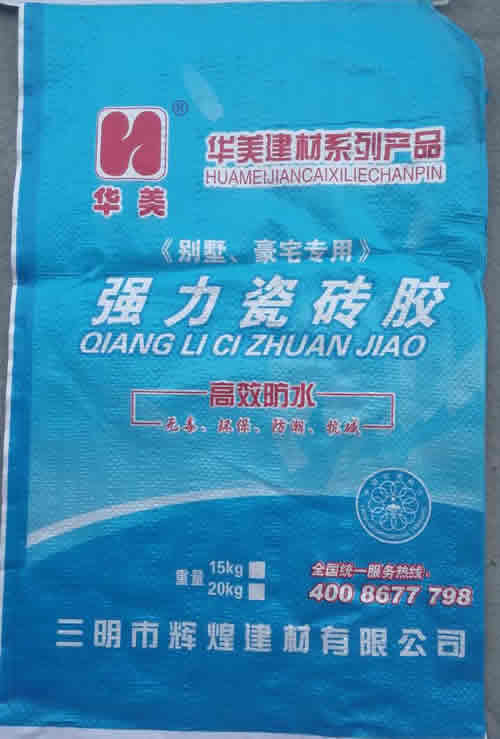 ®
华美
华美建材系列产品
HUAMEIJIANCAIXILIECHANPIN
《别墅、豪宅专用》
强力瓷砖胶
QIANG LI CI ZHUAN JIAO
高效防水
无毒、环保、防潮、抗碱
重量 15kg
20kg
全国统一服务热线:
400 8677 798
三明市辉煌建材有限公司